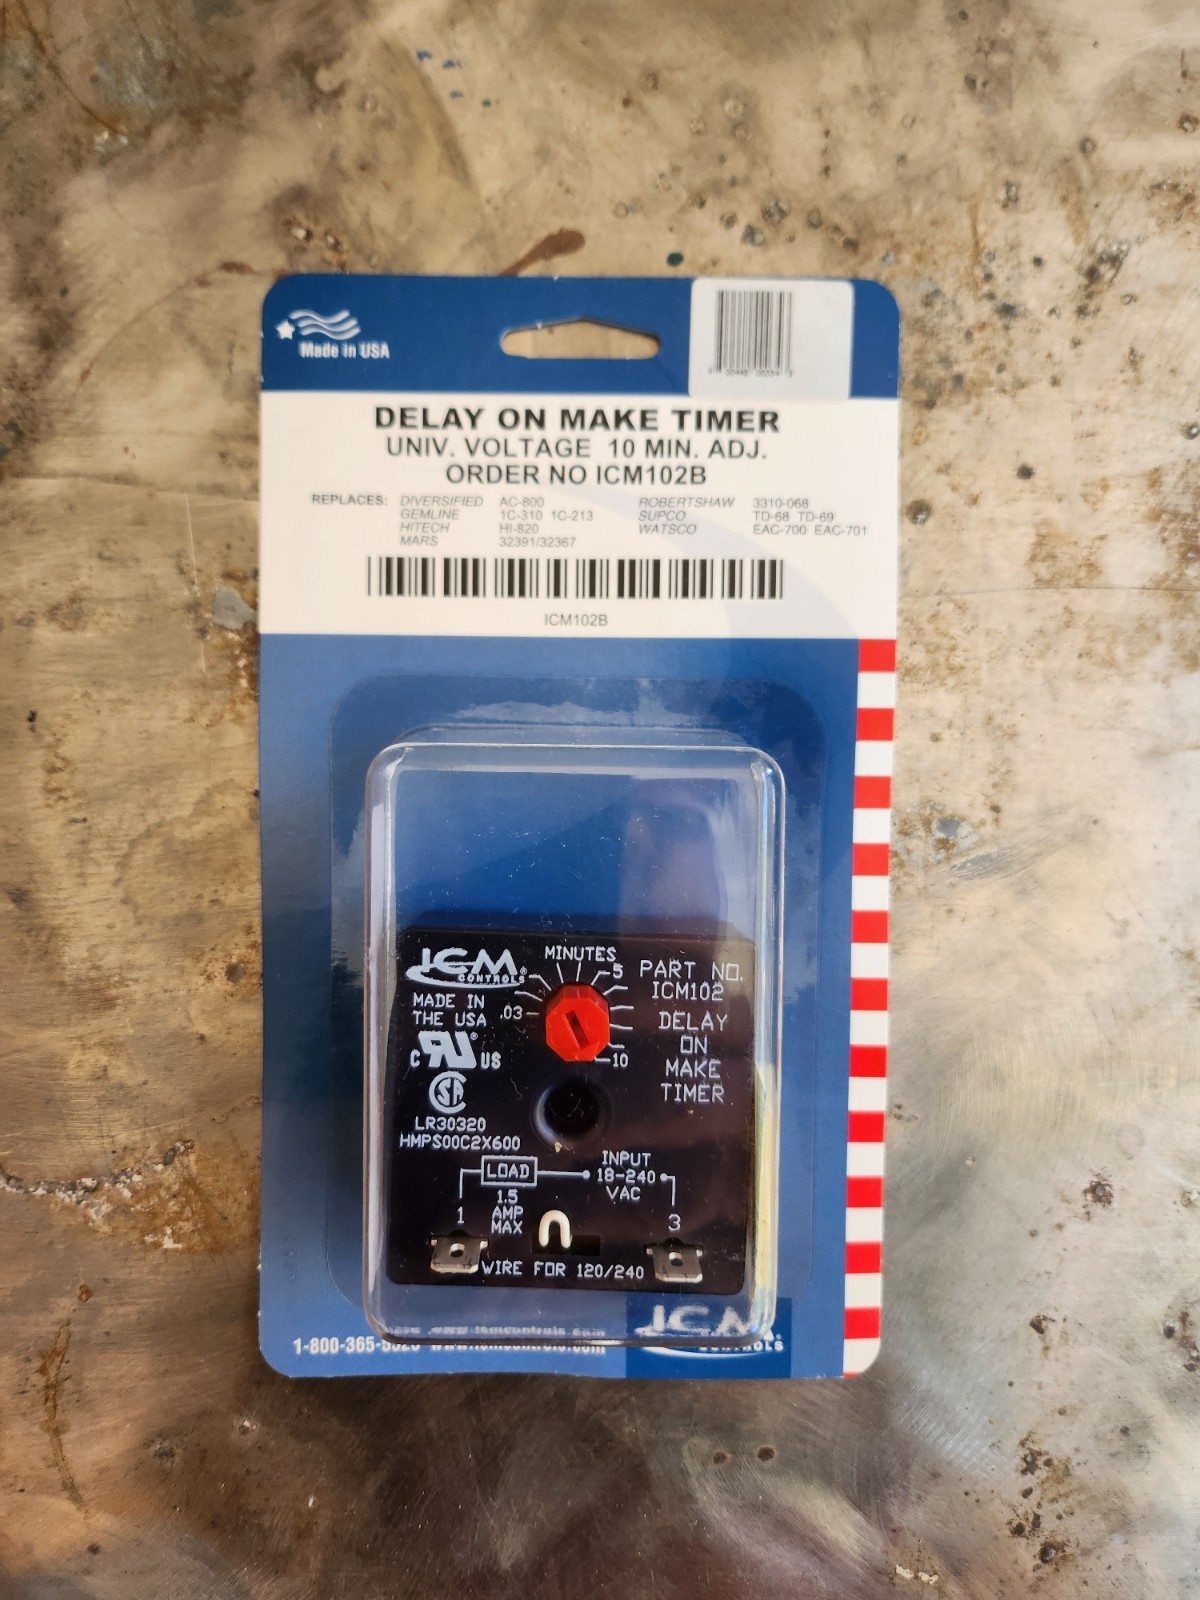 Made in USA
DELAY ON MAKE TIMER
UNIV. VOLTAGE 10 MIN. ADJ.
ORDER NO ICM102B
REPLACES: DIVERSIFIED AC-800 ROBERTSHAW 3310-068
GEMLINE 1C-310 1C-213 SUPCO TD-68 TD-69
HITECH HI-820 WATSCO EAC-700 EAC-701
MARS 32391/32367
ICM102B
ICM
CONTROLS
MINUTES
5
.03
10
MADE IN
THE USA
C US
LR30320
HMPS00C2X600
PART NO.
ICM102
DELAY
ON
MAKE
TIMER
LOAD
1.5
AMP
MAX
INPUT
18-240
VAC
1
3
WIRE FOR 120/240
1-800-365-
ICM
CONTROLS